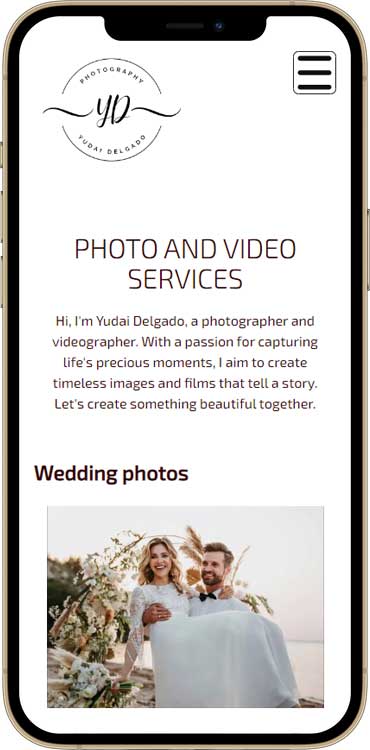 PHOTOGRAPHY
YD
YUDAI DELGADO
PHOTO AND VIDEO
SERVICES
Hi, I'm Yudai Delgado, a photographer and
videographer. With a passion for capturing
life's precious moments, I aim to create
timeless images and films that tell a story.
Let's create something beautiful together.
Wedding photos